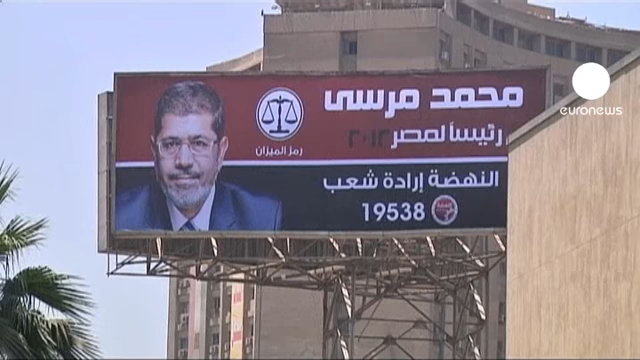 محمد مرسى
رئيساً لمصر ٢٠١٢
رمز الميزان
النهضة إرادة شعب
19538
euronews